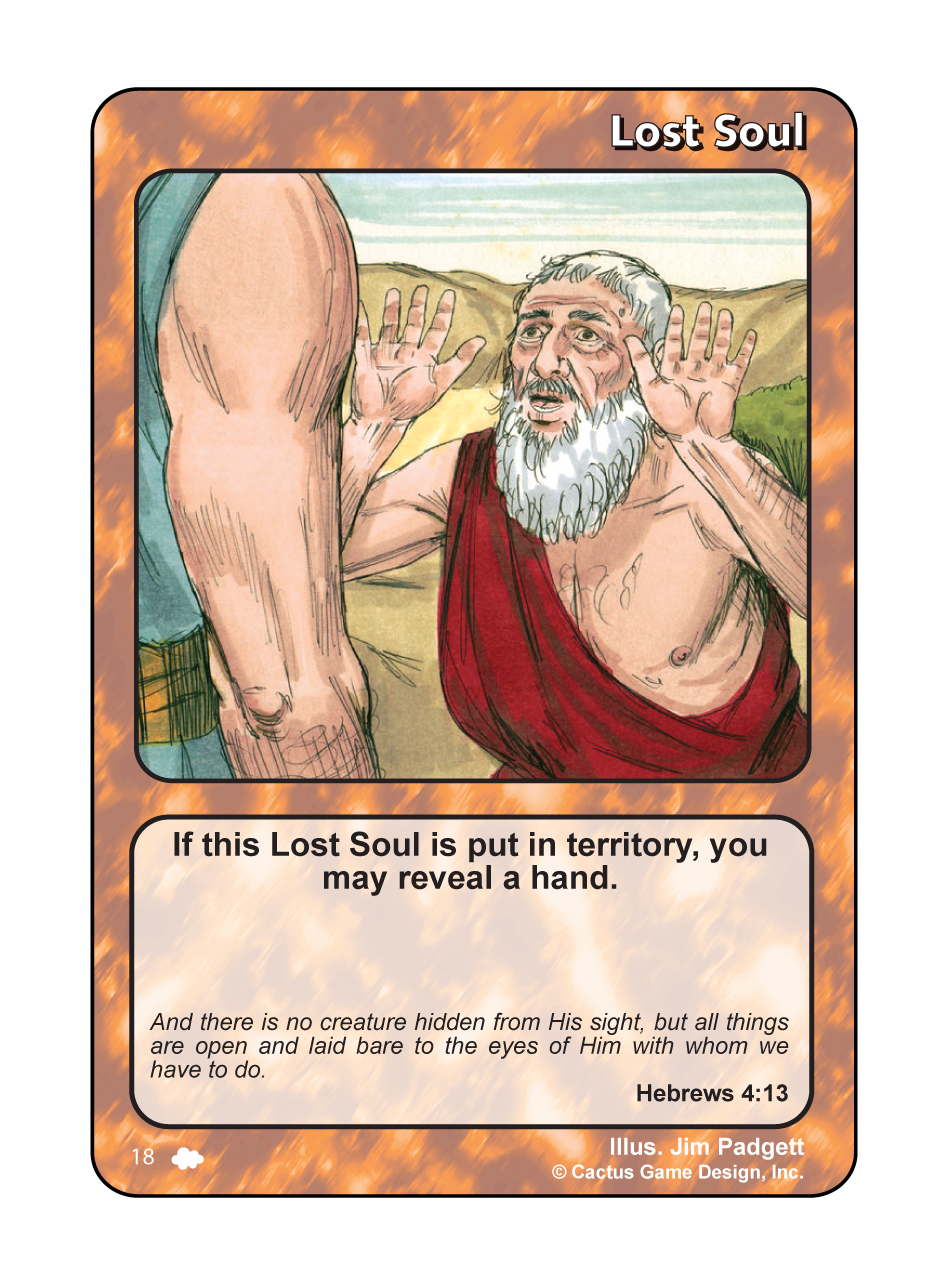 Lost Soul
If this Lost Soul is put in territory, you
may reveal a hand.
And there is no creature hidden from His sight, but all things
are open and laid bare to the eyes of Him with whom we
have to do.
Hebrews 4:13
18
Illus. Jim Padgett
© Cactus Game Design, Inc.